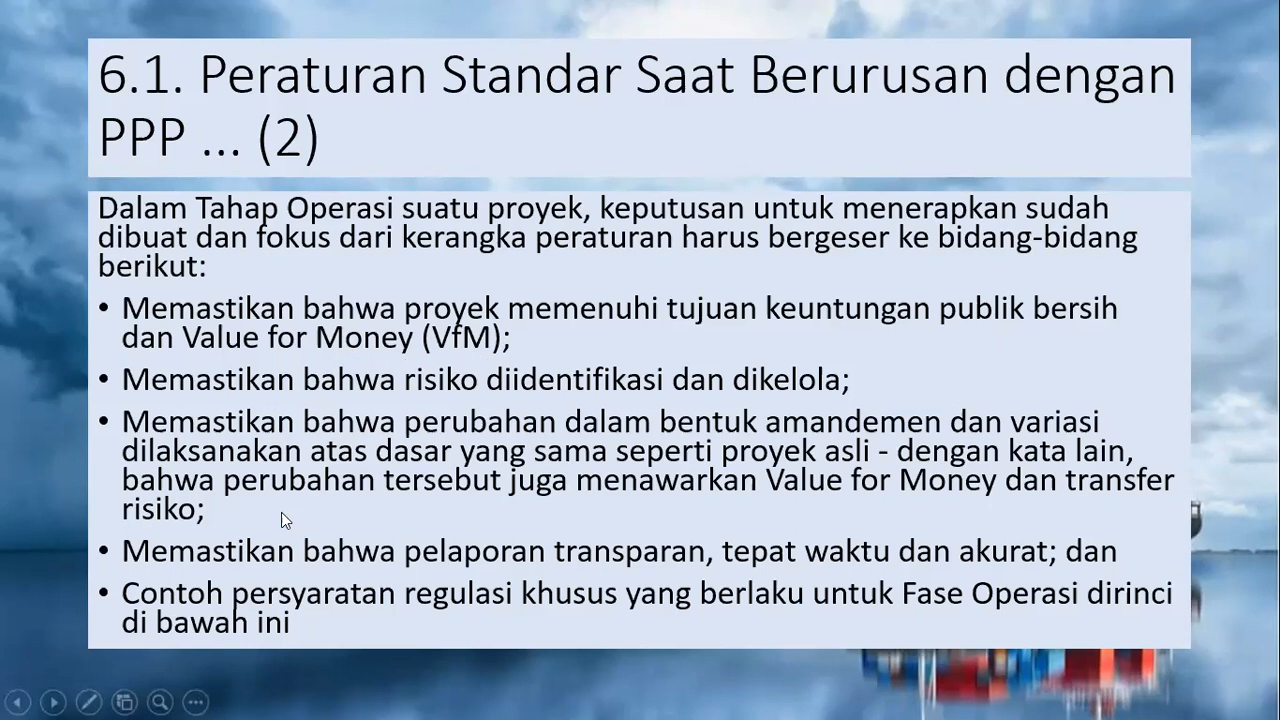 6.1. Peraturan Standar Saat Berurusan dengan
PPP ... (2)
Dalam Tahap Operasi suatu proyek, keputusan untuk menerapkan sudah
dibuat dan fokus dari kerangka peraturan harus bergeser ke bidang-bidang
berikut:
• Memastikan bahwa proyek memenuhi tujuan keuntungan publik bersih
dan Value for Money (VfM);
• Memastikan bahwa risiko diidentifikasi dan dikelola;
• Memastikan bahwa perubahan dalam bentuk amandemen dan variasi
dilaksanakan atas dasar yang sama seperti proyek asli - dengan kata lain,
bahwa perubahan tersebut juga menawarkan Value for Money dan transfer
risiko;
• Memastikan bahwa pelaporan transparan, tepat waktu dan akurat; dan
• Contoh persyaratan regulasi khusus yang berlaku untuk Fase Operasi dirinci
di bawah ini